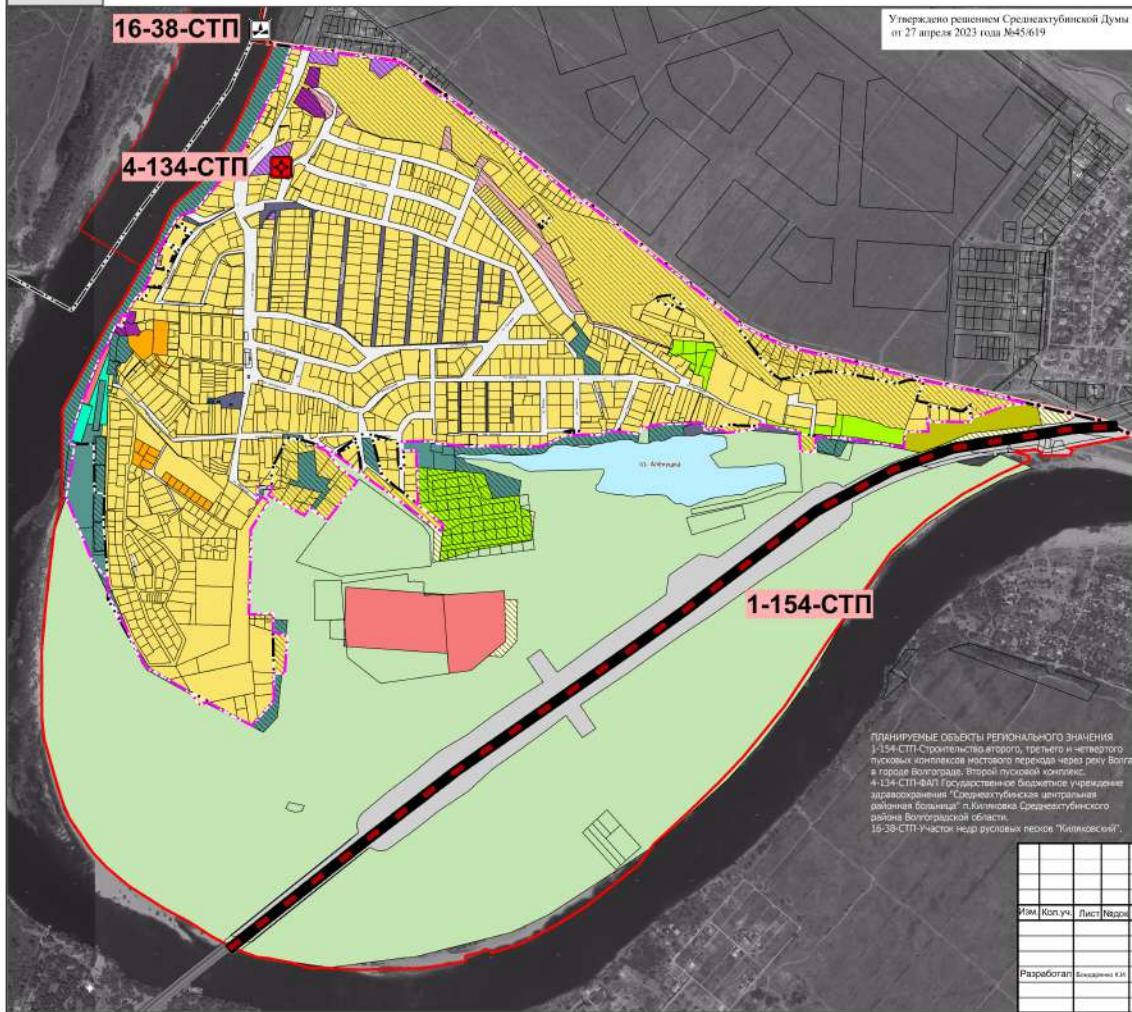 Утверждено решением Среднеахтубинской Думы
от 27 апреля 2023 года №45/619
16-38-СТП
4-134-СТП
оз. Алёнушка
1-154-СТП
ПЛАНИРУЕМЫЕ ОБЪЕКТЫ РЕГИОНАЛЬНОГО ЗНАЧЕНИЯ
1-154-СТП-Строительство второго, третьего и четвертого
пусковых комплексов мостового перехода через реку Волга
в городе Волгограде. Второй пусковой комплекс.
4-134-СТП-ФАП Государственное бюджетное учреждение
здравоохранения "Среднеахтубинская центральная
районная больница" п.Киляковка Среднеахтубинского
района Волгоградской области.
16-38-СТП-Участок недр русловых песков "Киляковский".
Изм. Кол.уч. Лист №док
Разработал